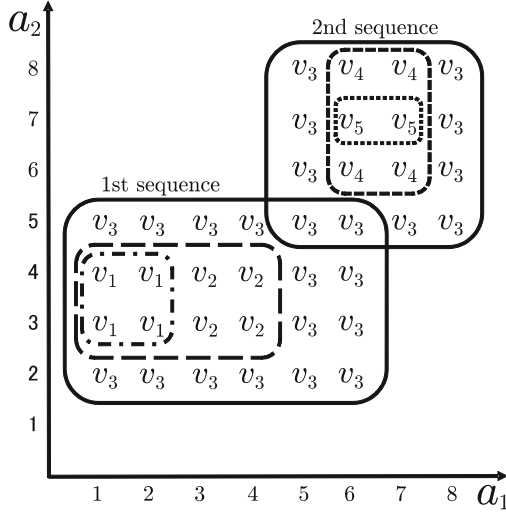 a₂
2nd sequence
8 v₃ v₄ v₄ v₃
7 v₃ v₅ v₅ v₃
6 v₃ v₄ v₄ v₃
1st sequence
5 v₃ v₃ v₃ v₃ v₃ v₃ v₃ v₃
4 v₁ v₁ v₂ v₂ v₃ v₃
3 v₁ v₁ v₂ v₂ v₃ v₃
2 v₃ v₃ v₃ v₃ v₃ v₃
1
1 2 3 4 5 6 7 8 a₁